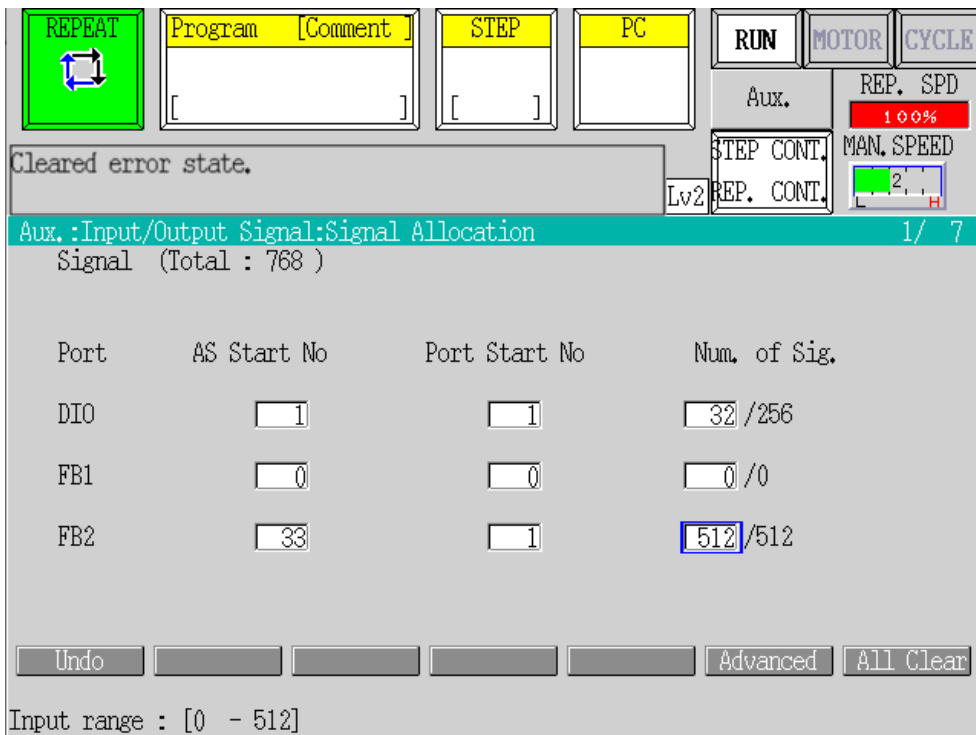 REPEAT
Program [Comment ]
STEP
PC
RUN
MOTOR
CYCLE
[ ]
[ ]
Aux.
REP. SPD
100%
Cleared error state.
Lv2
STEP CONT.
REP. CONT.
MAN.SPEED
2
L H
Aux.:Input/Output Signal:Signal Allocation 1/ 7
Signal (Total : 768 )
Port AS Start No Port Start No Num. of Sig.
DIO 1 1 32 /256
FB1 0 0 0 /0
FB2 33 1 512 /512
Undo Advanced All Clear
Input range : [0 - 512]